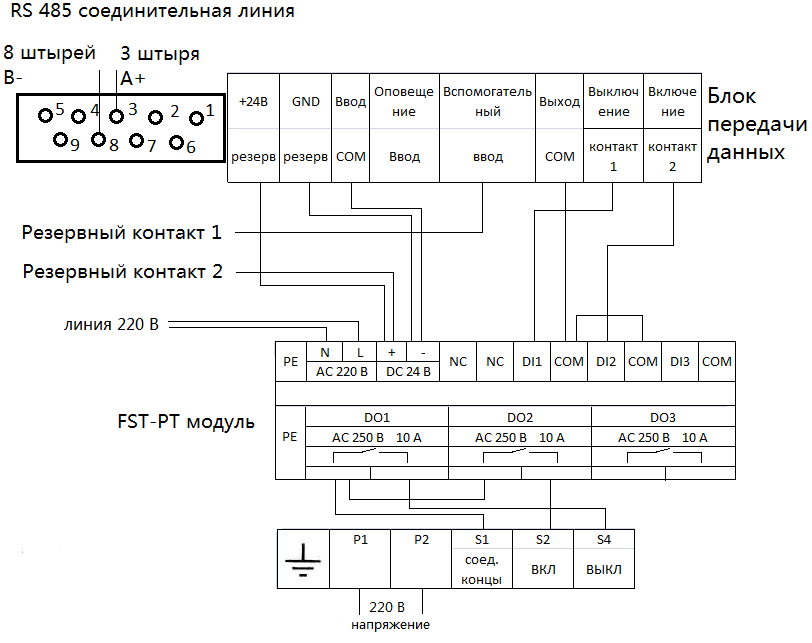 RS 485 соединительная линия
8 штырей
B-
3 штыря
A+
5 4 3 2 1
9 8 7 6
+24В
резерв
GND
резерв
Ввод
COM
Оповеще
ние
Ввод
Вспомогатель
ный
ввод
Выход
COM
Выключ
ение
контакт
1
Включе
ние
контакт
2
Блок
передачи
данных
Резервный контакт 1
Резервный контакт 2
линия 220 В
PE
N L + -
AC 220 В DC 24 В
NC NC DI1 COM DI2 COM DI3 COM
FST-PT модуль
PE
DO1 DO2 DO3
AC 250 В 10 А AC 250 В 10 А AC 250 В 10 А
P1 P2 S1 S2 S4
соед.
концы
ВКЛ ВЫКЛ
220 В
напряжение